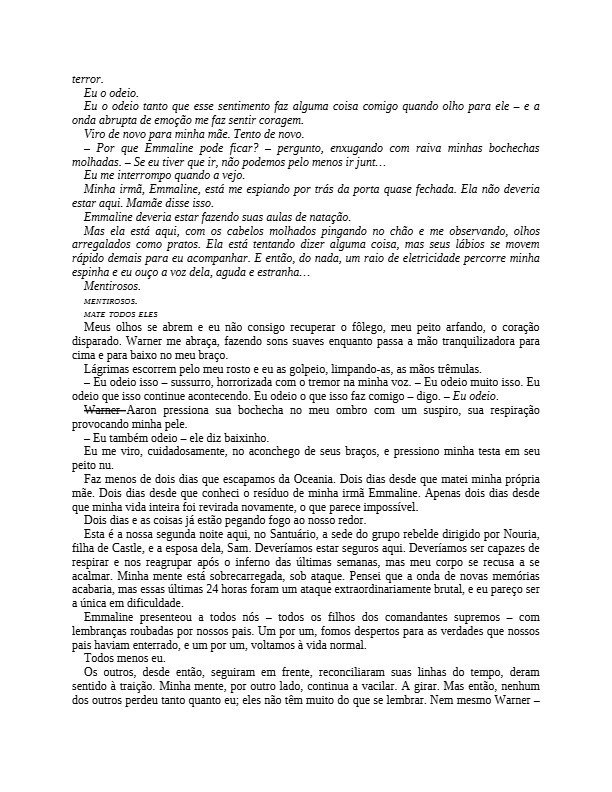 terror.
Eu o odeio.
Eu o odeio tanto que esse sentimento faz alguma coisa comigo quando olho para ele – e a
onda abrupta de emoção me faz sentir coragem.
Viro de novo para minha mãe. Tento de novo.
– Por que Emmaline pode ficar? – pergunto, enxugando com raiva minhas bochechas
molhadas. – Se eu tiver que ir, não podemos pelo menos ir junt…
Eu me interrompo quando a vejo.
Minha irmã, Emmaline, está me espiando por trás da porta quase fechada. Ela não deveria
estar aqui. Mamãe disse isso.
Emmaline deveria estar fazendo suas aulas de natação.
Mas ela está aqui, com os cabelos molhados pingando no chão e me observando, olhos
arregalados como pratos. Ela está tentando dizer alguma coisa, mas seus lábios se movem
rápido demais para eu acompanhar. E então, do nada, um raio de eletricidade percorre minha
espinha e eu ouço a voz dela, aguda e estranha…
Mentirosos.
MENTIROSOS.
MATE TODOS ELES
Meus olhos se abrem e eu não consigo recuperar o fôlego, meu peito arfando, o coração
disparado. Warner me abraça, fazendo sons suaves enquanto passa a mão tranquilizadora para
cima e para baixo no meu braço.
Lágrimas escorrem pelo meu rosto e eu as golpeio, limpando-as, as mãos trêmulas.
– Eu odeio isso – sussurro, horrorizada com o tremor na minha voz. – Eu odeio muito isso. Eu
odeio que isso continue acontecendo. Eu odeio o que isso faz comigo – digo. – Eu odeio.
Warner Aaron pressiona sua bochecha no meu ombro com um suspiro, sua respiração
provocando minha pele.
– Eu também odeio – ele diz baixinho.
Eu me viro, cuidadosamente, no aconchego de seus braços, e pressiono minha testa em seu
peito nu.
Faz menos de dois dias que escapamos da Oceania. Dois dias desde que matei minha própria
mãe. Dois dias desde que conheci o resíduo de minha irmã Emmaline. Apenas dois dias desde
que minha vida inteira foi revirada novamente, o que parece impossível.
Dois dias e as coisas já estão pegando fogo ao nosso redor.
Esta é a nossa segunda noite aqui, no Santuário, a sede do grupo rebelde dirigido por Nouria,
filha de Castle, e a esposa dela, Sam. Deveríamos estar seguros aqui. Deveríamos ser capazes de
respirar e nos reagrupar após o inferno das últimas semanas, mas meu corpo se recusa a se
acalmar. Minha mente está sobrecarregada, sob ataque. Pensei que a onda de novas memórias
acabaria, mas essas últimas 24 horas foram um ataque extraordinariamente brutal, e eu pareço ser
a única em dificuldade.
Emmaline presenteou a todos nós – todos os filhos dos comandantes supremos – com
lembranças roubadas por nossos pais. Um por um, fomos despertos para as verdades que nossos
pais haviam enterrado, e um por um, voltamos à vida normal.
Todos menos eu.
Os outros, desde então, seguiram em frente, reconciliaram suas linhas do tempo, deram
sentido à traição. Minha mente, por outro lado, continua a vacilar. A girar. Mas então, nenhum
dos outros perdeu tanto quanto eu; eles não têm muito do que se lembrar. Nem mesmo Warner –